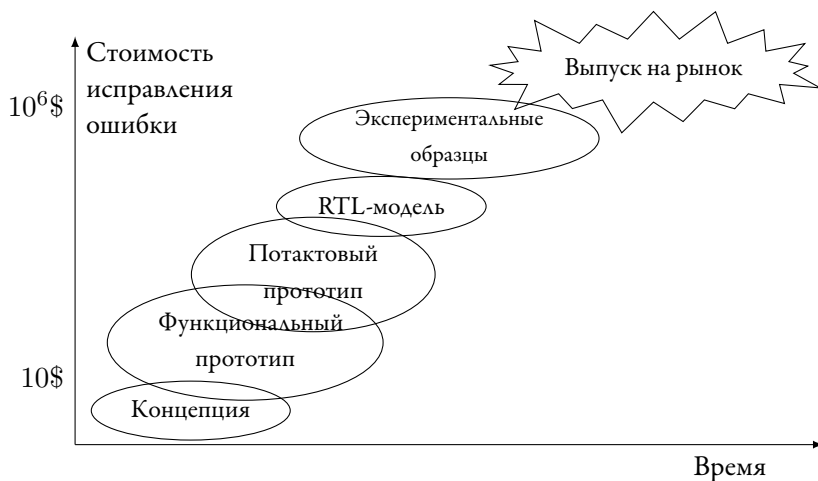 Стоимость
исправления
ошибки
10⁶$
Выпуск на рынок
Экспериментальные
образцы
RTL-модель
Потактовый
прототип
Функциональный
прототип
10$
Концепция
Время